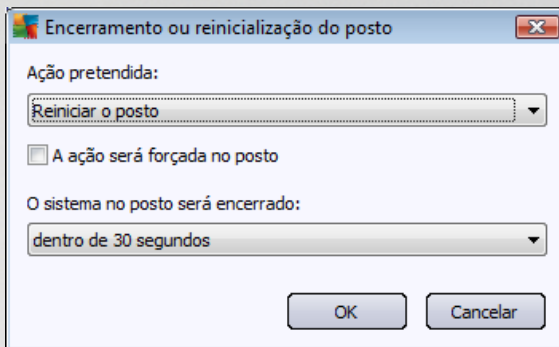 Encerramento ou reinicialização do posto
Ação pretendida:
Reiniciar o posto
A ação será forçada no posto
O sistema no posto será encerrado:
dentro de 30 segundos
OK Cancelar